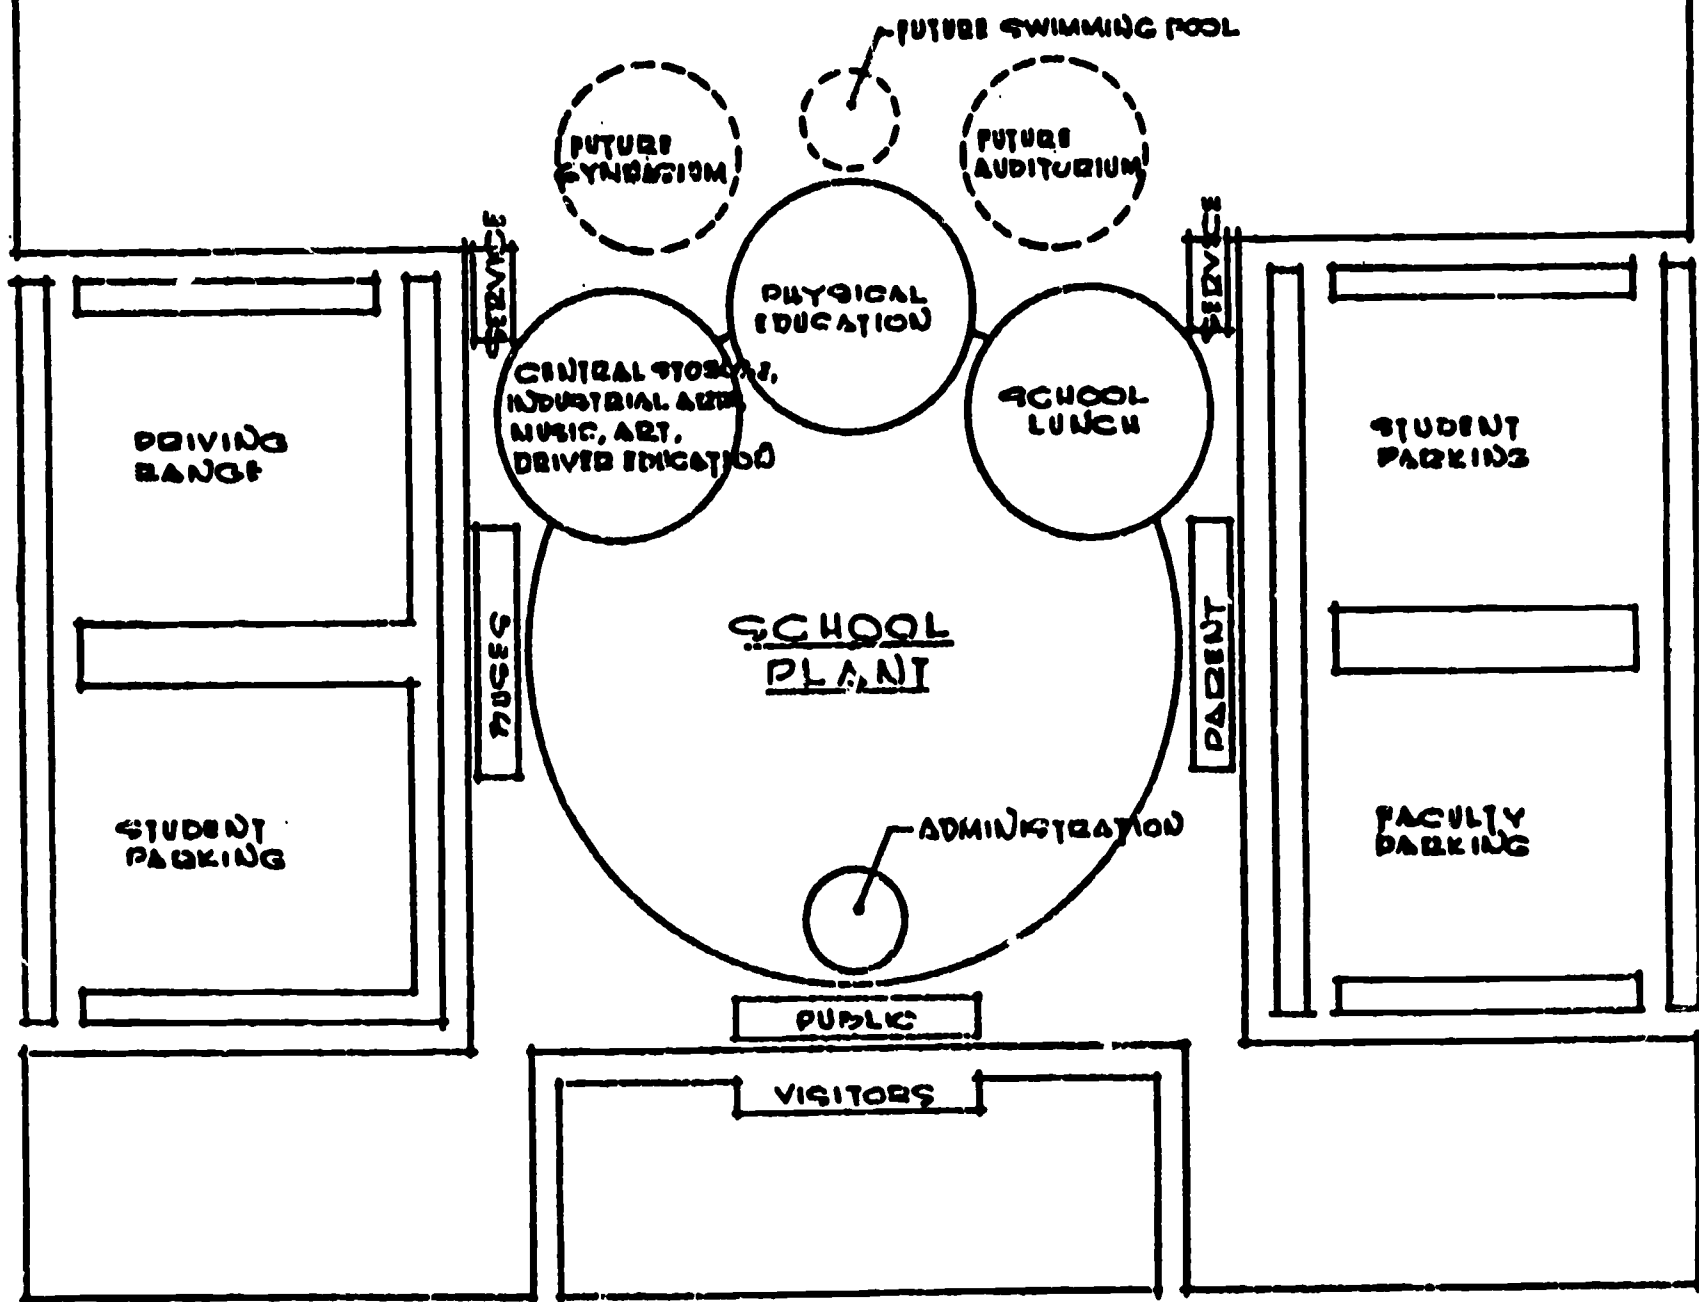 FUTURE SWIMMING POOL
FUTURE
GYMNASIUM
FUTURE
AUDITORIUM
SERVICE
SERVICE
PHYSICAL
EDUCATION
CENTRAL STORAGE,
INDUSTRIAL ARTS,
MUSIC, ART,
DRIVER EDUCATION
SCHOOL
LUNCH
DRIVING
RANGE
STUDENT
PARKING
BUSES
SCHOOL
PLANT
PARENT
STUDENT
PARKING
ADMINISTRATION
FACULTY
PARKING
PUBLIC
VISITORS